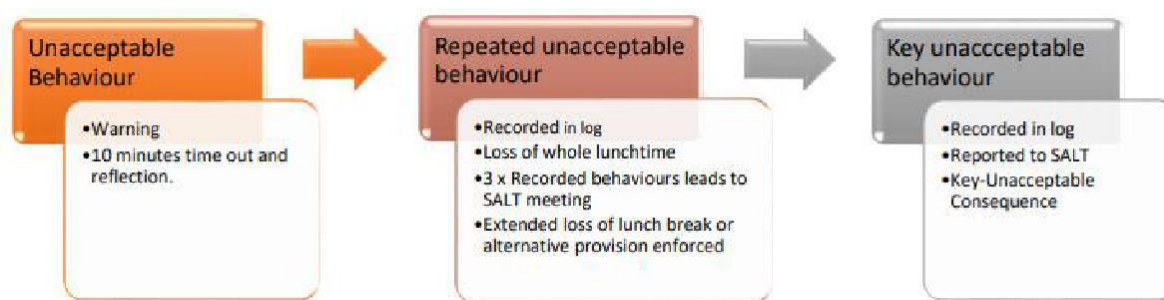 Unacceptable
Behaviour
•Warning
•10 minutes time out and
reflection.
Repeated unacceptable
behaviour
•Recorded in log
•Loss of whole lunchtime
•3 x Recorded behaviours leads to
SALT meeting
•Extended loss of lunch break or
alternative provision enforced
Key unaccceptable
behaviour
•Recorded in log
•Reported to SALT
•Key-Unacceptable
Consequence